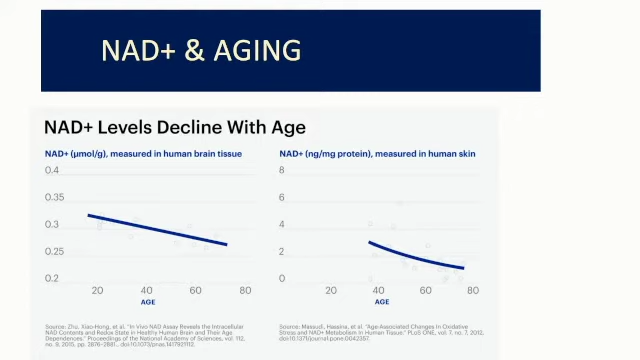 NAD+ & AGING
NAD+ Levels Decline With Age
NAD+ (μmol/g), measured in human brain tissue
0.4
0.35
0.3
0.25
0.2
20 40 60 80
AGE
NAD+ (ng/mg protein), measured in human skin
8
6
4
2
0
20 40 60 80
AGE
Source: Zhu, Xiao-Hong, et al. "In Vivo NAD Assay Reveals the Intracellular
NAD Contents and Redox State in Healthy Human Brain and Their Age
Dependences." Proceedings of the National Academy of Sciences, vol. 112,
no. 9, 2015, pp. 2876–2881., doi:10.1073/pnas.1417921112.
Source: Massudi, Hassina, et al. "Age-Associated Changes In Oxidative
Stress and NAD+ Metabolism In Human Tissue." PLoS ONE, vol. 7, no. 7, 2012,
doi:10.1371/journal.pone.0042357.